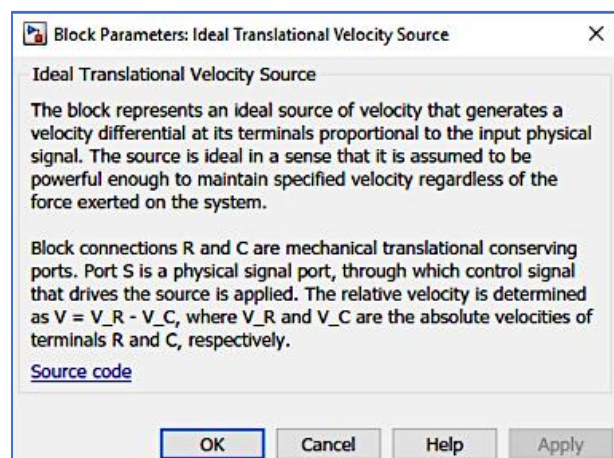 Block Parameters: Ideal Translational Velocity Source
Ideal Translational Velocity Source
The block represents an ideal source of velocity that generates a
velocity differential at its terminals proportional to the input physical
signal. The source is ideal in a sense that it is assumed to be
powerful enough to maintain specified velocity regardless of the
force exerted on the system.
Block connections R and C are mechanical translational conserving
ports. Port S is a physical signal port, through which control signal
that drives the source is applied. The relative velocity is determined
as V = V_R - V_C, where V_R and V_C are the absolute velocities of
terminals R and C, respectively.
Source code
OK Cancel Help Apply